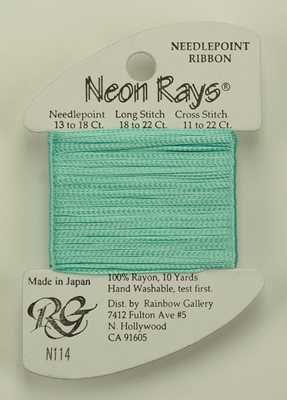 NEEDLEPOINT
RIBBON
Neon Rays®
Needlepoint Long Stitch Cross Stitch
13 to 18 Ct. 18 to 22 Ct. 11 to 22 Ct.
Made in Japan
RG
N114
100% Rayon, 10 Yards
Hand Washable, test first.
Dist. by Rainbow Gallery
7412 Fulton Ave #5
N. Hollywood
CA 91605